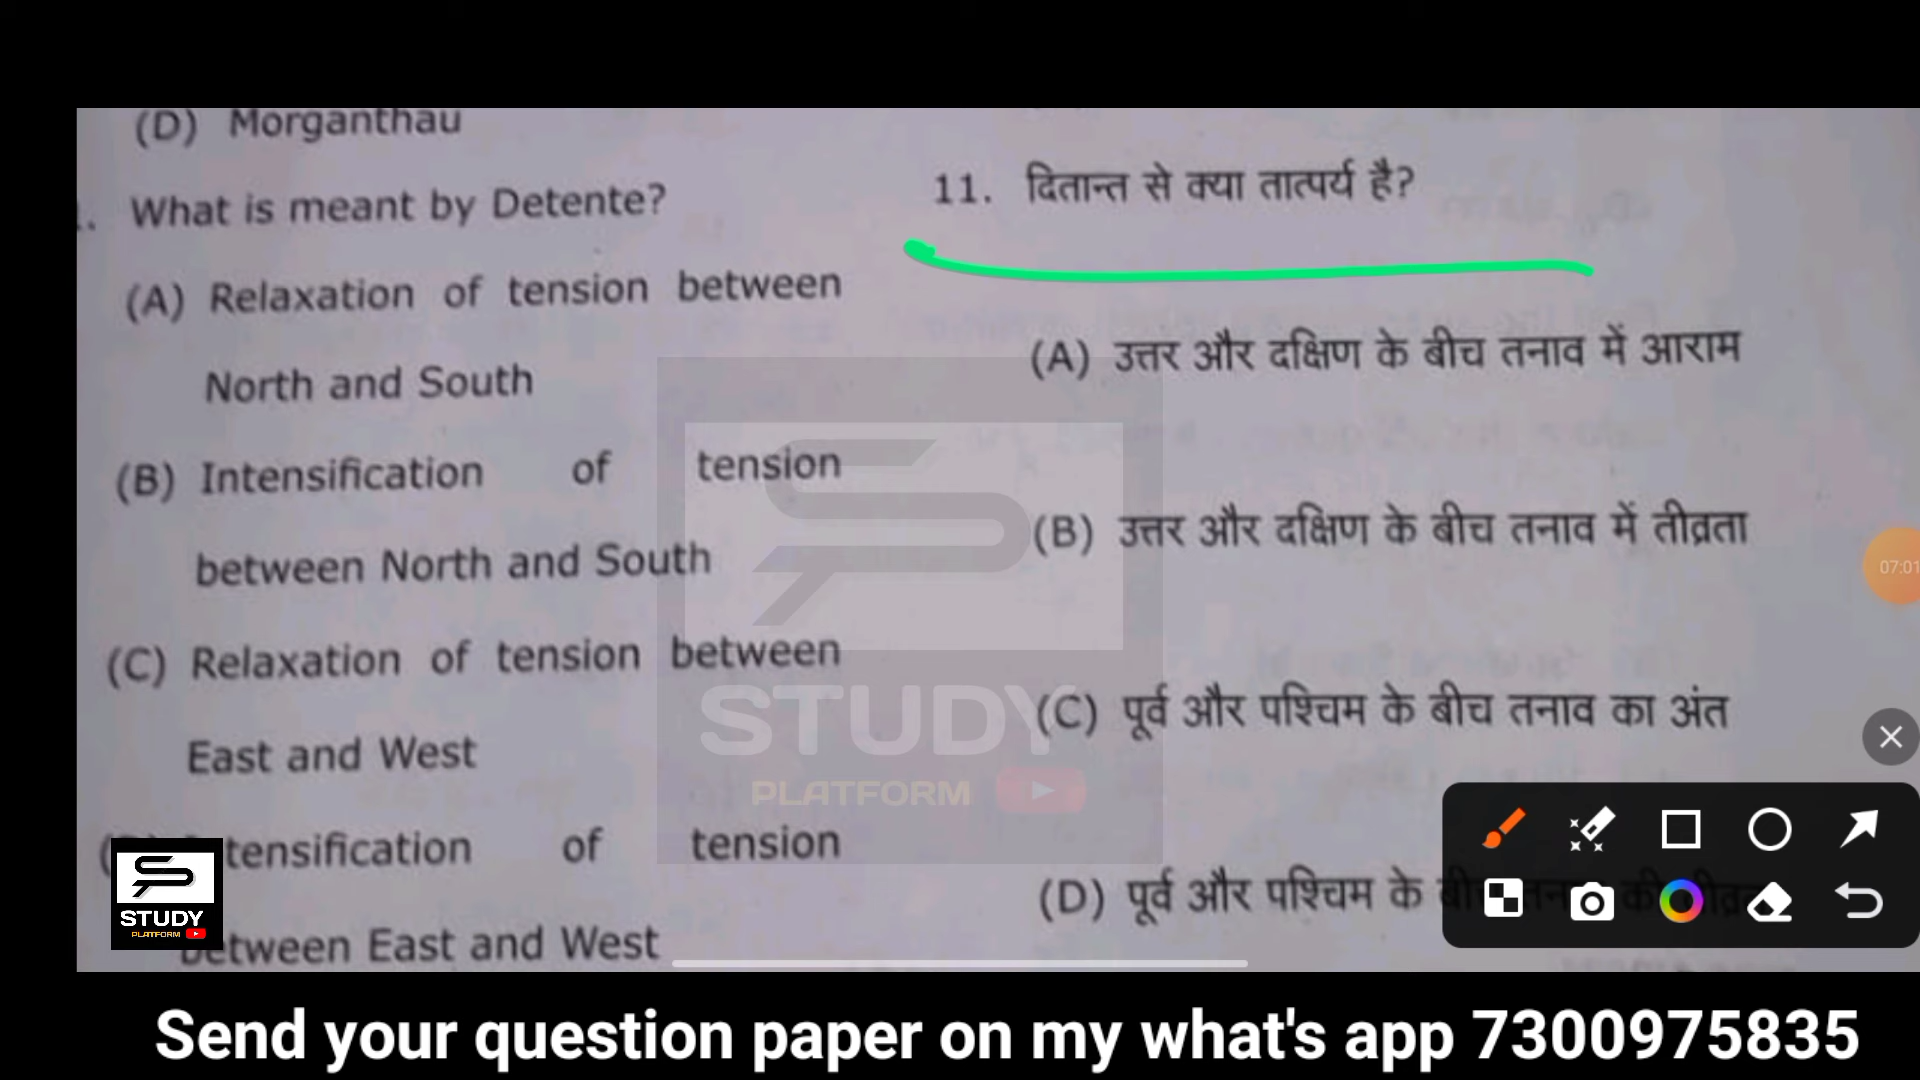 (D) Morganthau
What is meant by Detente?
(A) Relaxation of tension between
North and South
(B) Intensification of tension
between North and South
(C) Relaxation of tension between
East and West
tensification of tension
between East and West
11. दितान्त से क्या तात्पर्य है?
(A) उत्तर और दक्षिण के बीच तनाव में आराम
(B) उत्तर और दक्षिण के बीच तनाव में तीव्रता
(C) पूर्व और पश्चिम के बीच तनाव का अंत
(D) पूर्व और पश्चिम के
STUDY
PLATFORM
STUDY
PLATFORM
07:01
Send your question paper on my what's app 7300975835